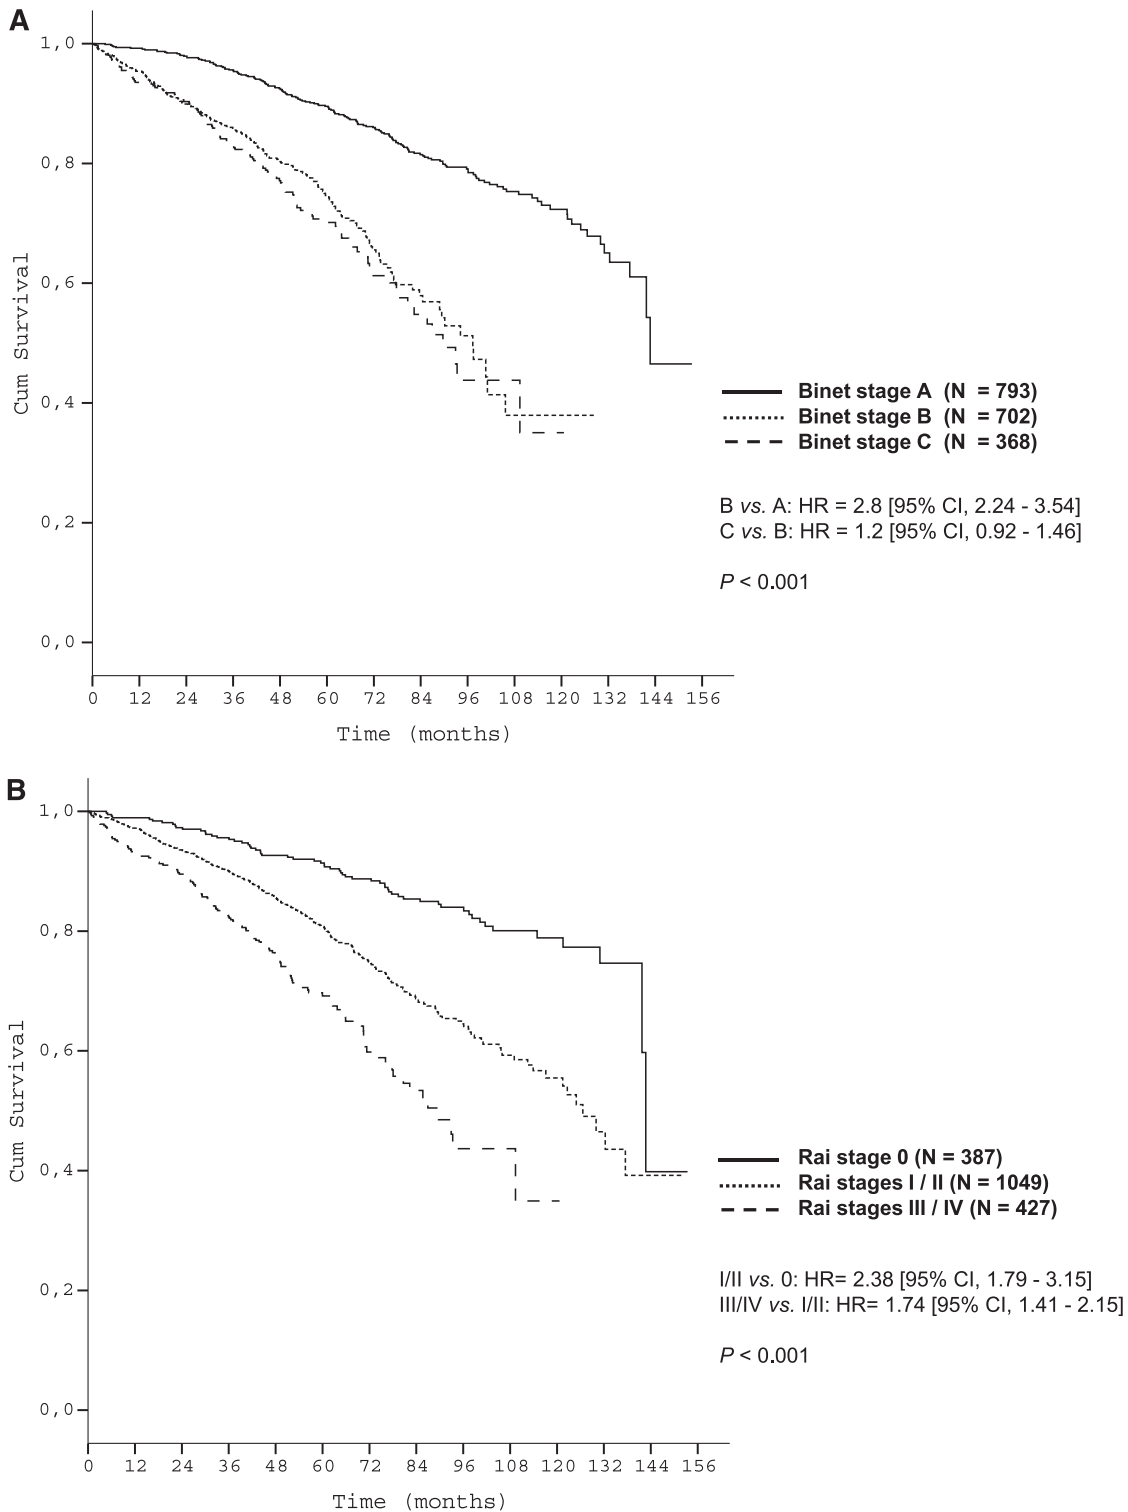 A
1,0
0,8
0,6
0,4
0,2
0,0
Cum Survival
0 12 24 36 48 60 72 84 96 108 120 132 144 156
Time (months)
Binet stage A (N = 793)
Binet stage B (N = 702)
Binet stage C (N = 368)
B vs. A: HR = 2.8 [95% CI, 2.24 - 3.54]
C vs. B: HR = 1.2 [95% CI, 0.92 - 1.46]
P < 0.001
B
1,0
0,8
0,6
0,4
0,2
0,0
Cum Survival
0 12 24 36 48 60 72 84 96 108 120 132 144 156
Time (months)
Rai stage 0 (N = 387)
Rai stages I / II (N = 1049)
Rai stages III / IV (N = 427)
I/II vs. 0: HR= 2.38 [95% CI, 1.79 - 3.15]
III/IV vs. I/II: HR= 1.74 [95% CI, 1.41 - 2.15]
P < 0.001